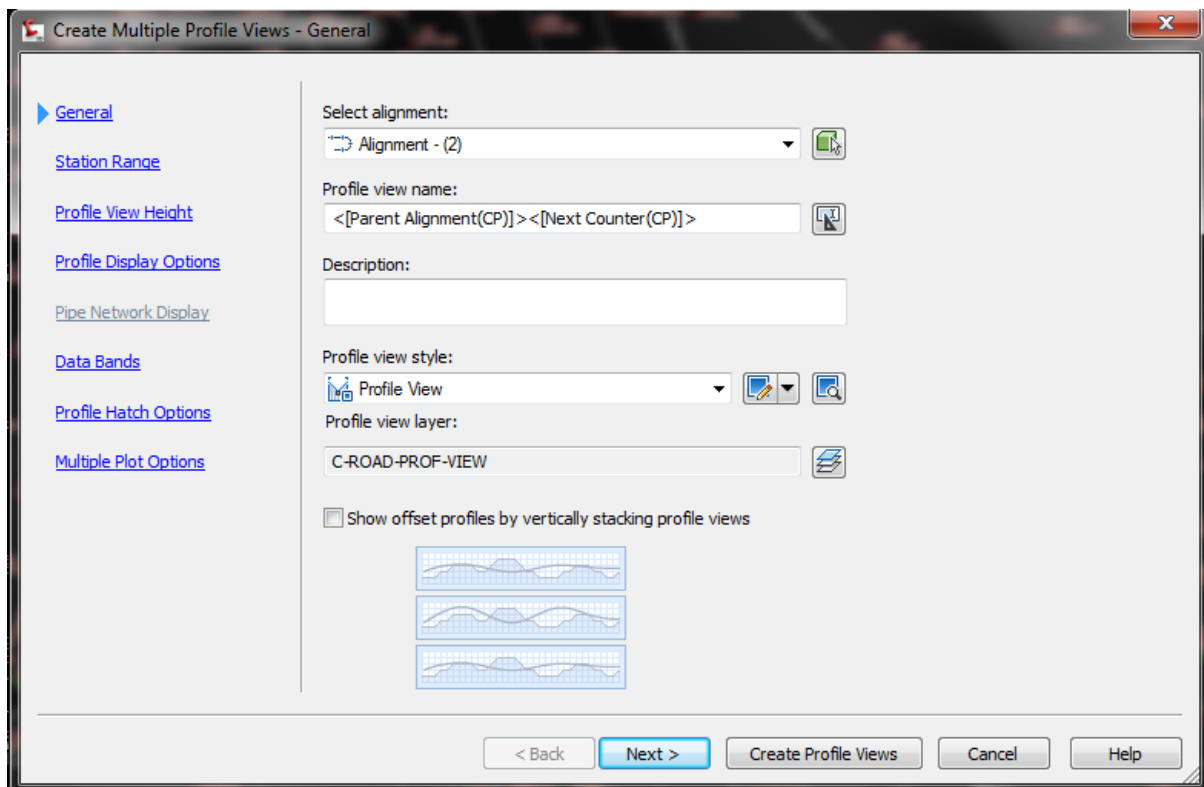 Create Multiple Profile Views - General
General
Station Range
Profile View Height
Profile Display Options
Pipe Network Display
Data Bands
Profile Hatch Options
Multiple Plot Options
Select alignment:
Alignment - (2)
Profile view name:
<[Parent Alignment(CP)]><[Next Counter(CP)]>
Description:
Profile view style:
Profile View
Profile view layer:
C-ROAD-PROF-VIEW
Show offset profiles by vertically stacking profile views
< Back
Next >
Create Profile Views
Cancel
Help